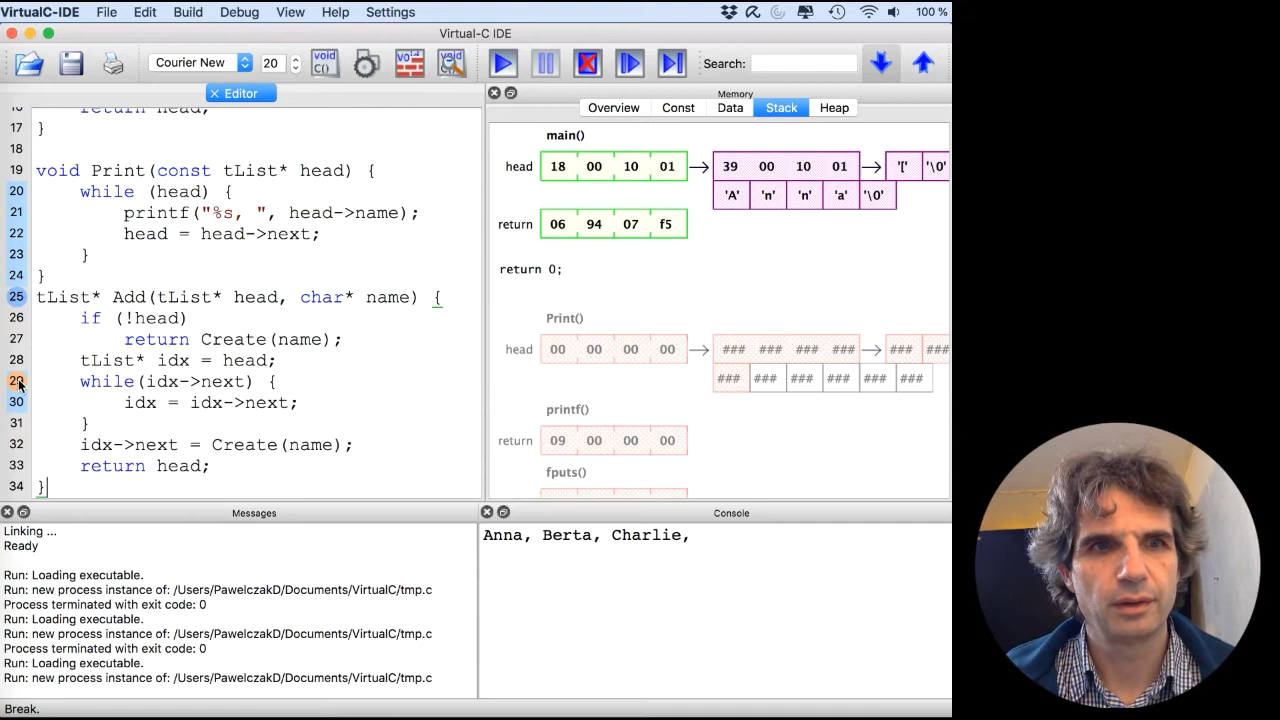 VirtualC-IDE File Edit Build Debug View Help Settings 100 %
Virtual-C IDE
Courier New 20 void C() Search:
× Editor
Memory
Overview Const Data Stack Heap
return head;
17 }
18
19 void Print(const tList* head) {
20 while (head) {
21 printf("%s, ", head->name);
22 head = head->next;
23 }
24 }
25 tList* Add(tList* head, char* name) {
26 if (!head)
27 return Create(name);
28 tList* idx = head;
29 while(idx->next) {
30 idx = idx->next;
31 }
32 idx->next = Create(name);
33 return head;
34 }
main()
head 18 00 10 01 39 00 10 01 '[' '\0'
'A' 'n' 'n' 'a' '\0'
return 06 94 07 f5
return 0;
Print()
head 00 00 00 00 ### ### ### ### ### ###
### ### ### ### ### ###
printf()
return 09 00 00 00
fputs()
Messages
Linking ...
Ready
Run: Loading executable.
Run: new process instance of: /Users/PawelczakD/Documents/VirtualC/tmp.c
Process terminated with exit code: 0
Run: Loading executable.
Run: new process instance of: /Users/PawelczakD/Documents/VirtualC/tmp.c
Process terminated with exit code: 0
Run: Loading executable.
Run: new process instance of: /Users/PawelczakD/Documents/VirtualC/tmp.c
Console
Anna, Berta, Charlie,
Break.